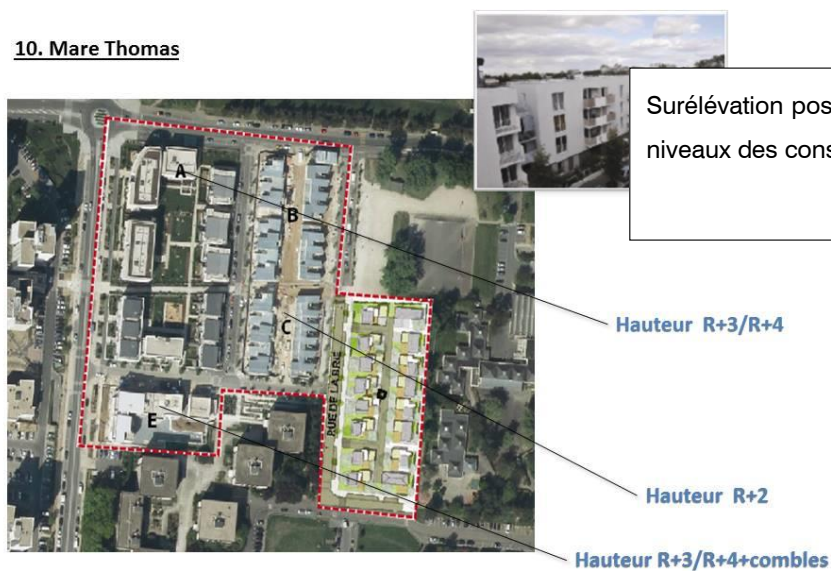 10. Mare Thomas
Surélévation pos
niveaux des cons
A
B
C
D
E
RUE DE LA BRIE
Hauteur R+3/R+4
Hauteur R+2
Hauteur R+3/R+4+combles